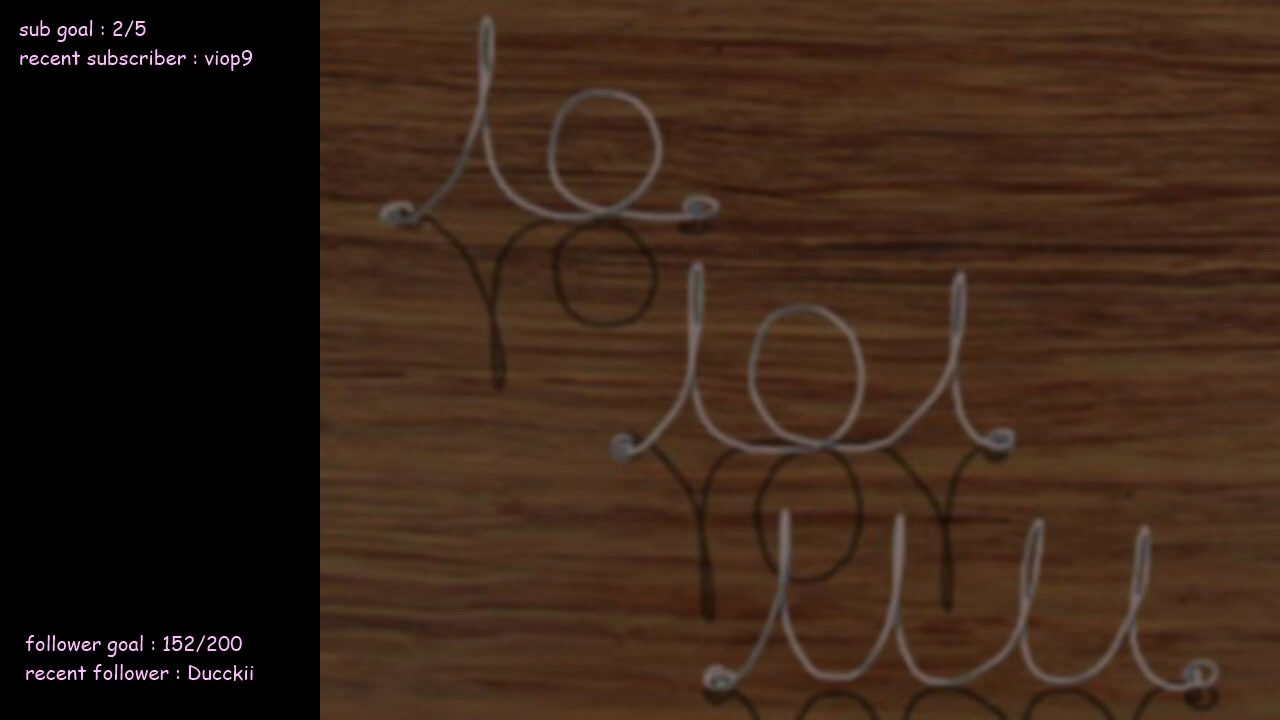 sub goal : 2/5
recent subscriber : viop9
follower goal : 152/200
recent follower : Ducckii